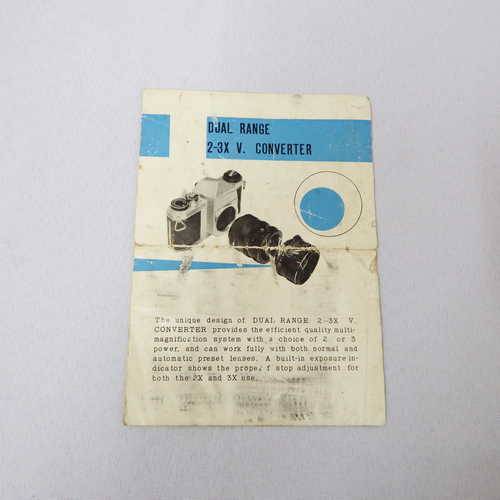 DUAL RANGE
2-3X V. CONVERTER
The unique design of DUAL RANGE 2-3X V.
CONVERTER provides the efficient quality multi-
magnification system with a choice of 2 or 3
power, and can work fully with both normal and
automatic preset lenses. A built-in exposure in-
dicator shows the proper f stop adjustment for
both the 2X and 3X use.